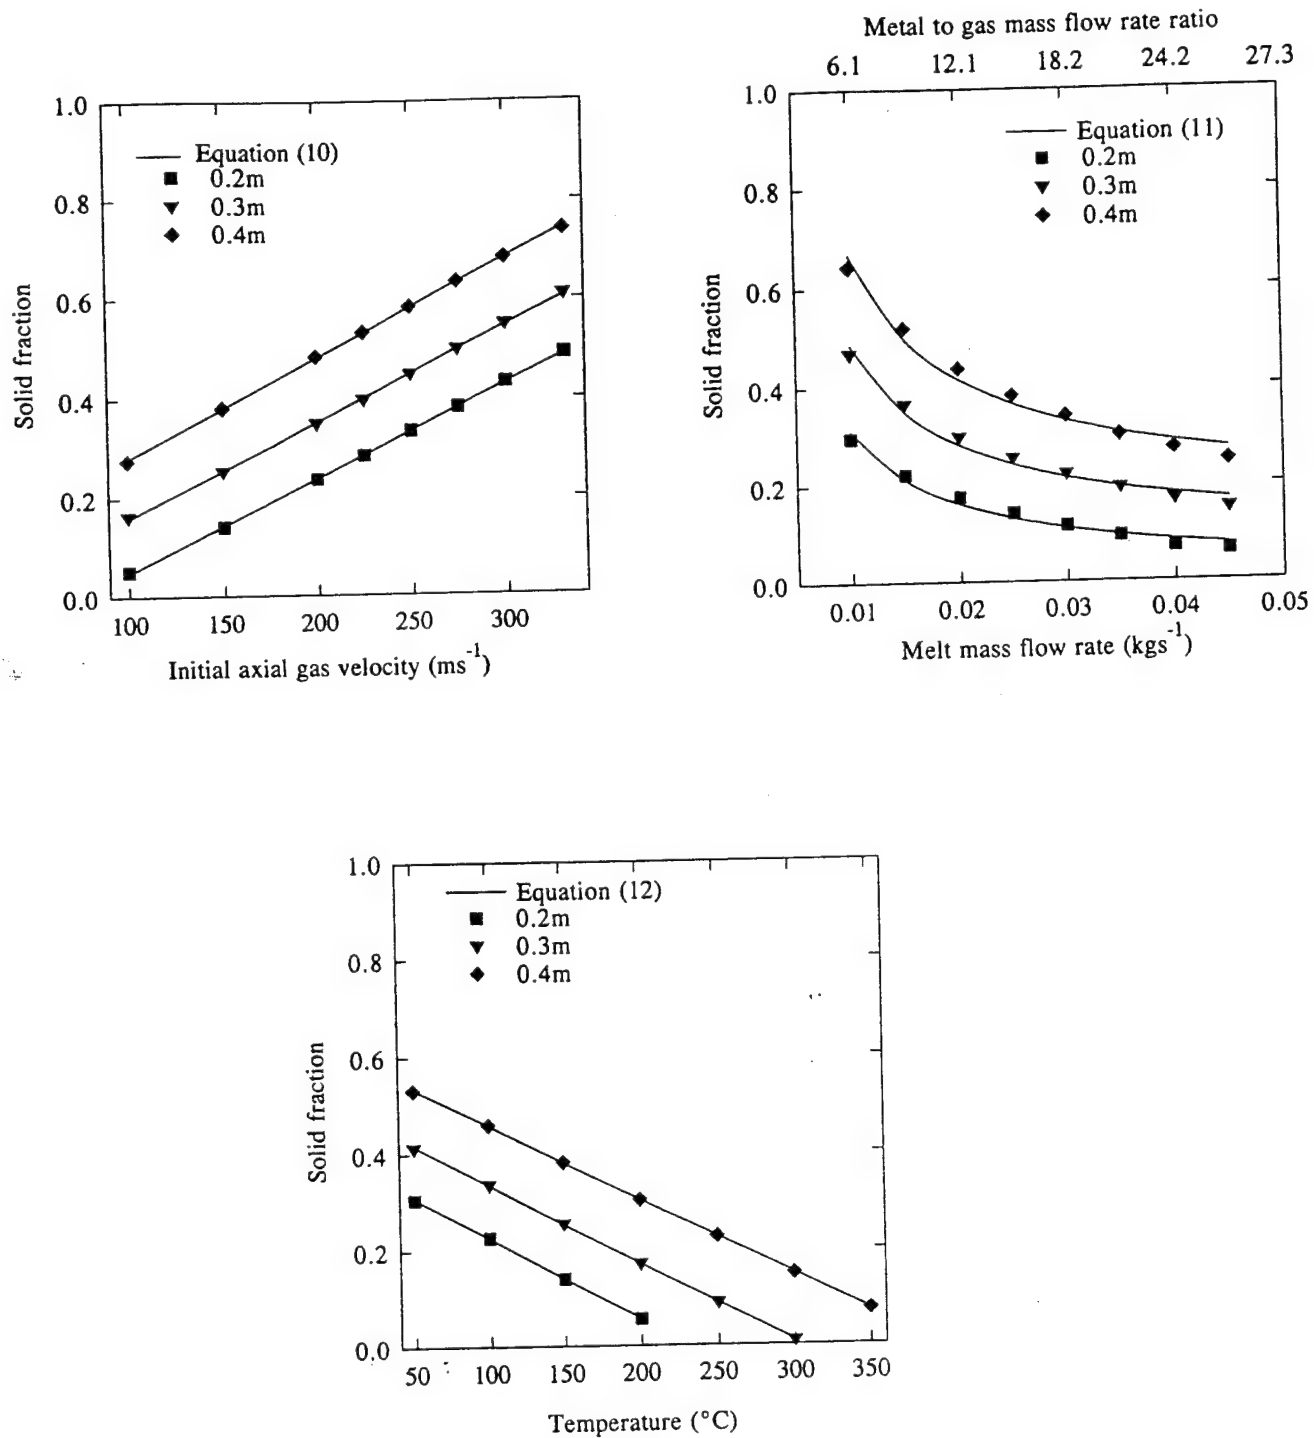 1.0
0.8
0.6
0.4
0.2
0.0
Solid fraction
Equation (10)
0.2m
0.3m
0.4m
100 150 200 250 300
Initial axial gas velocity (ms⁻¹)
Metal to gas mass flow rate ratio
6.1 12.1 18.2 24.2 27.3
1.0
0.8
0.6
0.4
0.2
0.0
Solid fraction
Equation (11)
0.2m
0.3m
0.4m
0.01 0.02 0.03 0.04 0.05
Melt mass flow rate (kgs⁻¹)
1.0
0.8
0.6
0.4
0.2
0.0
Solid fraction
Equation (12)
0.2m
0.3m
0.4m
50 100 150 200 250 300 350
Temperature (°C)